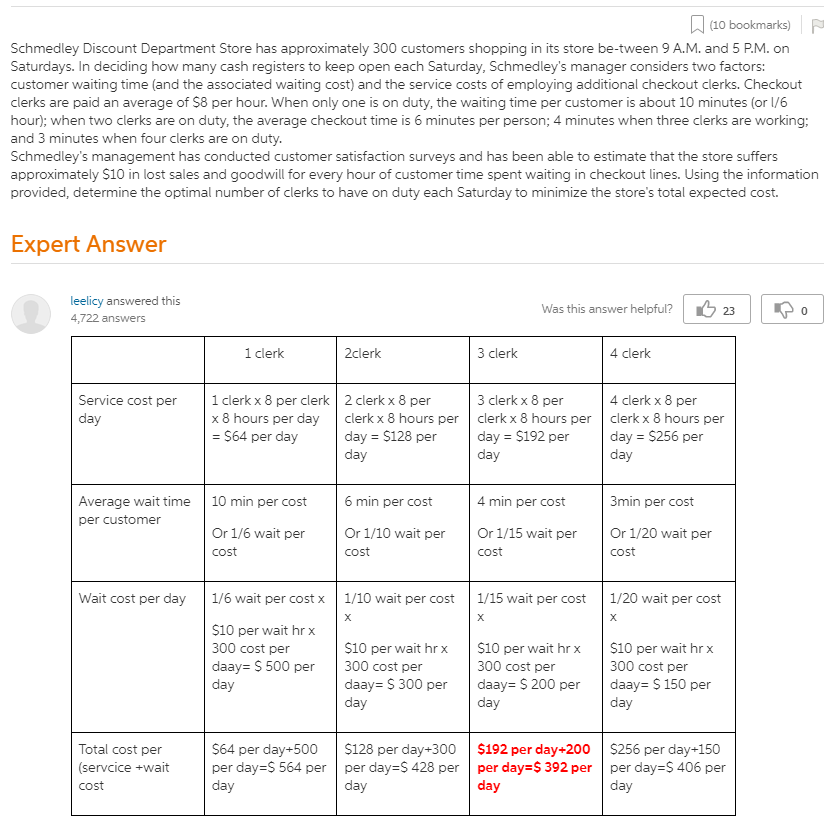 (10 bookmarks)
Schmedley Discount Department Store has approximately 300 customers shopping in its store be-tween 9 A.M. and 5 P.M. on
Saturdays. In deciding how many cash registers to keep open each Saturday, Schmedley's manager considers two factors:
customer waiting time (and the associated waiting cost) and the service costs of employing additional checkout clerks. Checkout
clerks are paid an average of $8 per hour. When only one is on duty, the waiting time per customer is about 10 minutes (or l/6
hour); when two clerks are on duty, the average checkout time is 6 minutes per person; 4 minutes when three clerks are working;
and 3 minutes when four clerks are on duty.
Schmedley's management has conducted customer satisfaction surveys and has been able to estimate that the store suffers
approximately $10 in lost sales and goodwill for every hour of customer time spent waiting in checkout lines. Using the information
provided, determine the optimal number of clerks to have on duty each Saturday to minimize the store's total expected cost.
Expert Answer
leelicy answered this
4,722 answers
Was this answer helpful?
23
0
1 clerk
2clerk
3 clerk
4 clerk
Service cost per
day
1 clerk x 8 per clerk
x 8 hours per day
= $64 per day
2 clerk x 8 per
clerk x 8 hours per
day = $128 per
day
3 clerk x 8 per
clerk x 8 hours per
day = $192 per
day
4 clerk x 8 per
clerk x 8 hours per
day = $256 per
day
Average wait time
per customer
10 min per cost
Or 1/6 wait per
cost
6 min per cost
Or 1/10 wait per
cost
4 min per cost
Or 1/15 wait per
cost
3min per cost
Or 1/20 wait per
cost
Wait cost per day
1/6 wait per cost x
$10 per wait hr x
300 cost per
daay= $ 500 per
day
1/10 wait per cost
x
$10 per wait hr x
300 cost per
daay= $ 300 per
day
1/15 wait per cost
x
$10 per wait hr x
300 cost per
daay= $ 200 per
day
1/20 wait per cost
x
$10 per wait hr x
300 cost per
daay= $ 150 per
day
Total cost per
(servcice +wait
cost
$64 per day+500
per day=$ 564 per
day
$128 per day+300
per day=$ 428 per
day
$192 per day+200
per day=$ 392 per
day
$256 per day+150
per day=$ 406 per
day